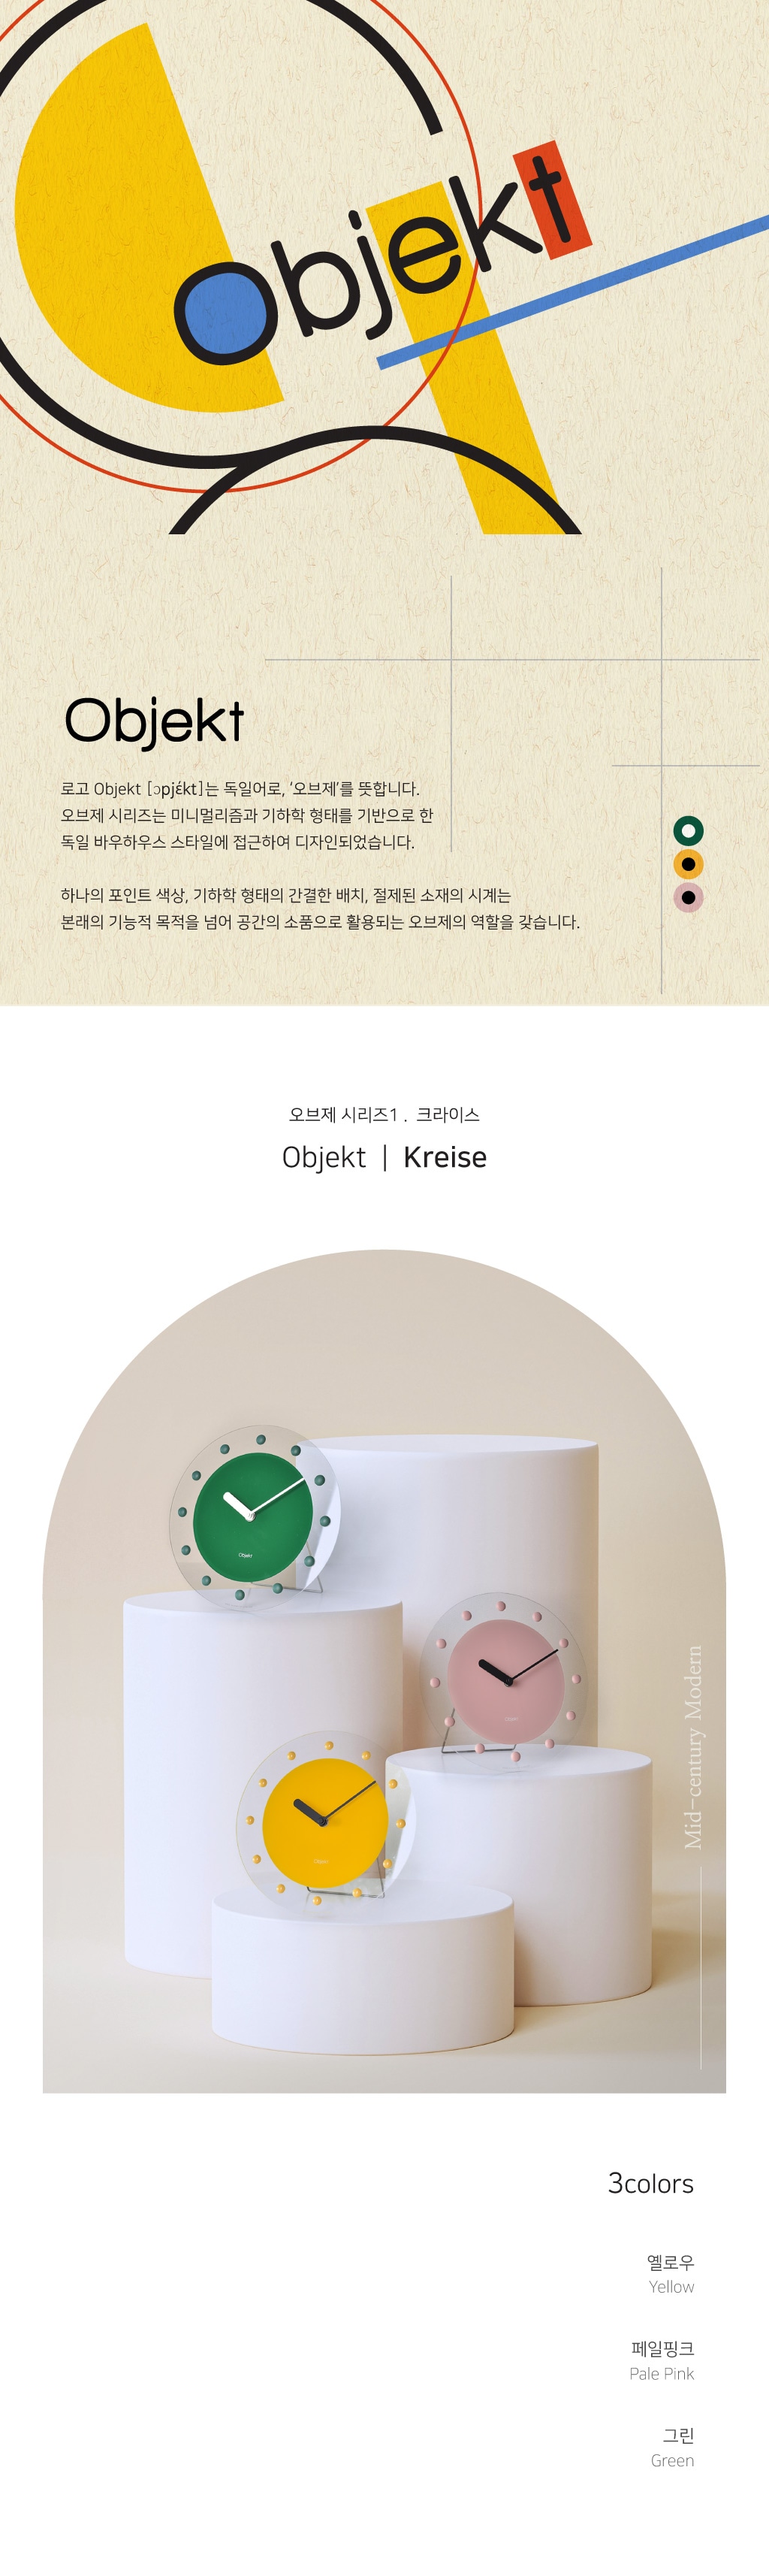 Objekt
Objekt
로고 Objekt [ɔpjέkt]는 독일어로, ‘오브제’를 뜻합니다.
오브제 시리즈는 미니멀리즘과 기하학 형태를 기반으로 한
독일 바우하우스 스타일에 접근하여 디자인되었습니다.
하나의 포인트 색상, 기하학 형태의 간결한 배치, 절제된 소재의 시계는
본래의 기능적 목적을 넘어 공간의 소품으로 활용되는 오브제의 역할을 갖습니다.
오브제 시리즈1 . 크라이스
Objekt | Kreise
Objekt
Mid-century Modern
3colors
옐로우
Yellow
페일핑크
Pale Pink
그린
Green